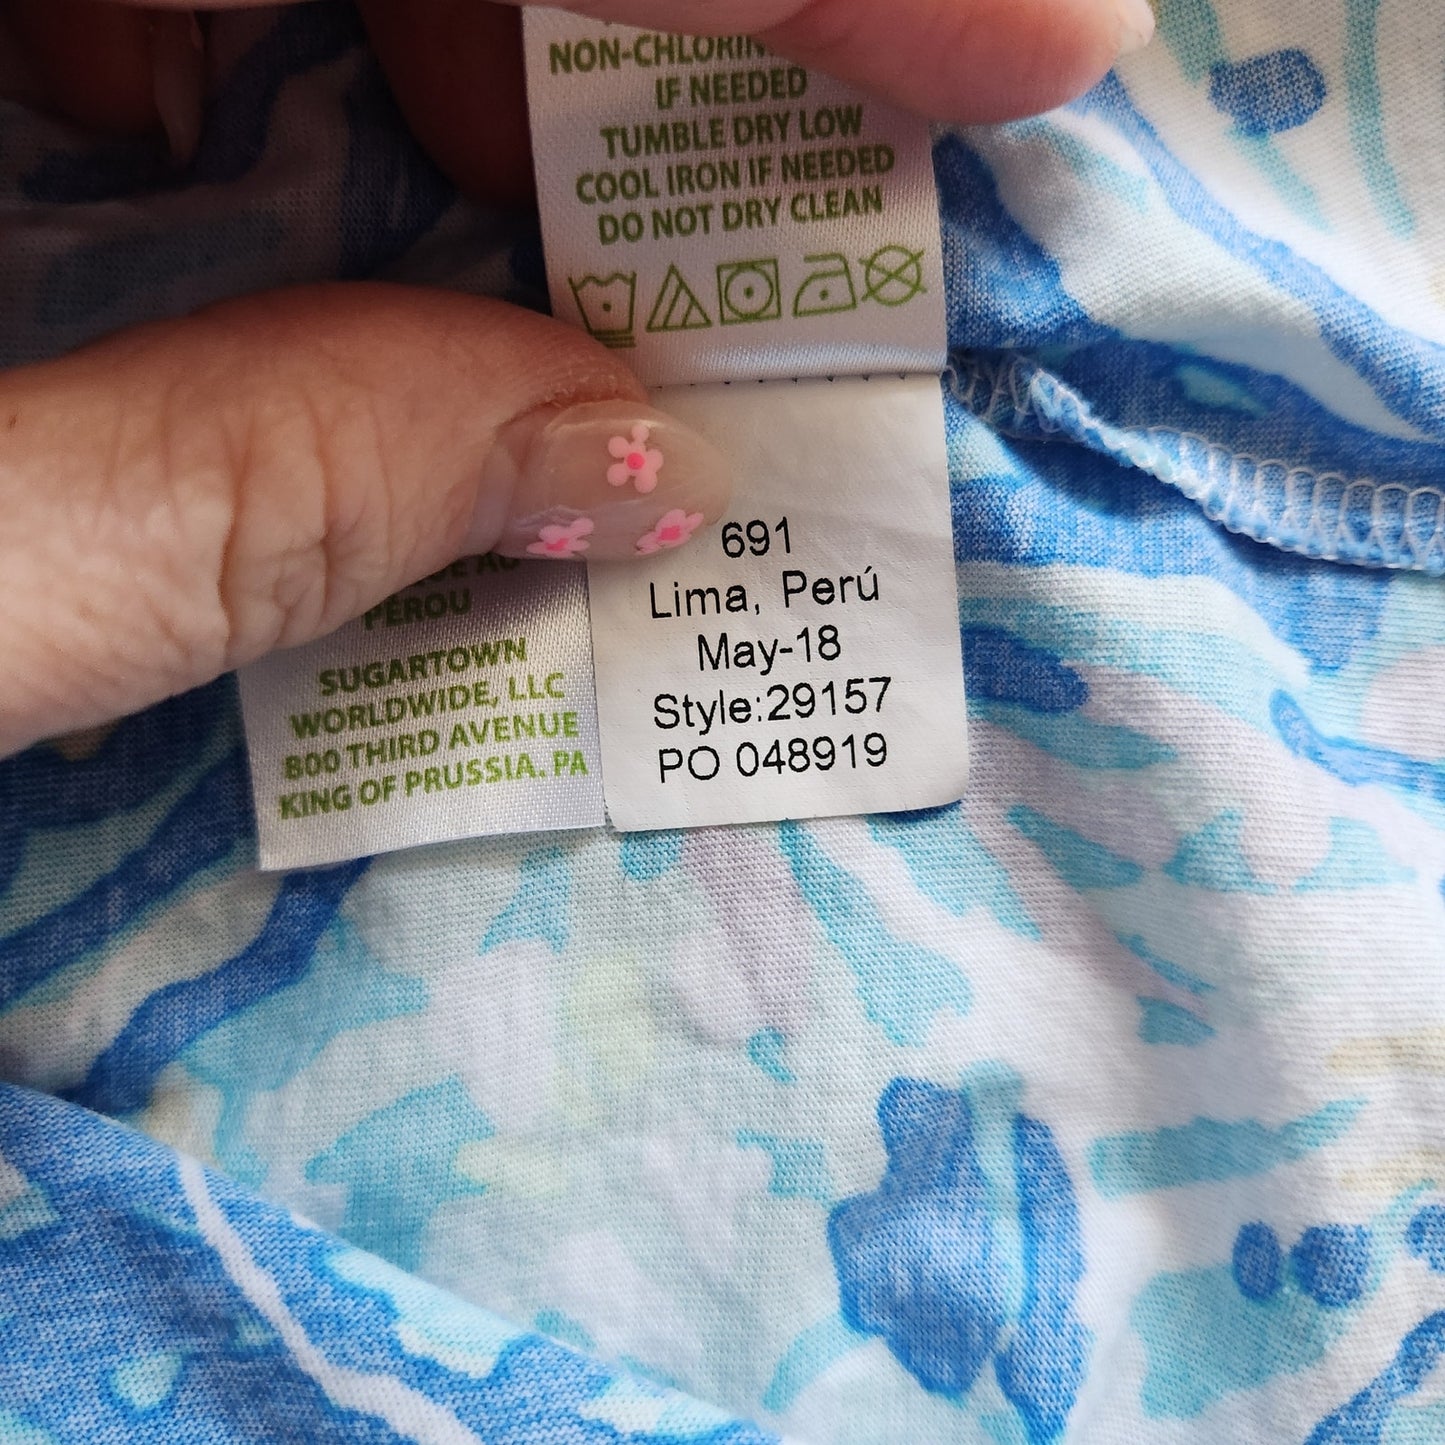 NON-CHLORIN
IF NEEDED
TUMBLE DRY LOW
COOL IRON IF NEEDED
DO NOT DRY CLEAN
PEROU
SUGARTOWN
WORLDWIDE, LLC
800 THIRD AVENUE
KING OF PRUSSIA. PA
691
Lima, Perú
May-18
Style:29157
PO 048919